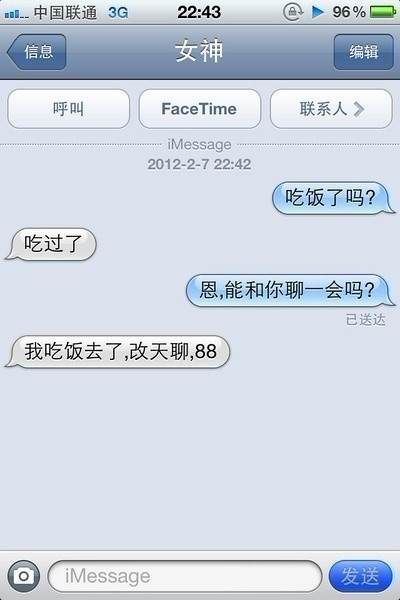 中国联通 3G 22:43 96%
信息 女神 编辑
呼叫 FaceTime 联系人
iMessage
2012-2-7 22:42
吃饭了吗?
吃过了
恩,能和你聊一会吗?
已送达
我吃饭去了,改天聊,88
iMessage 发送